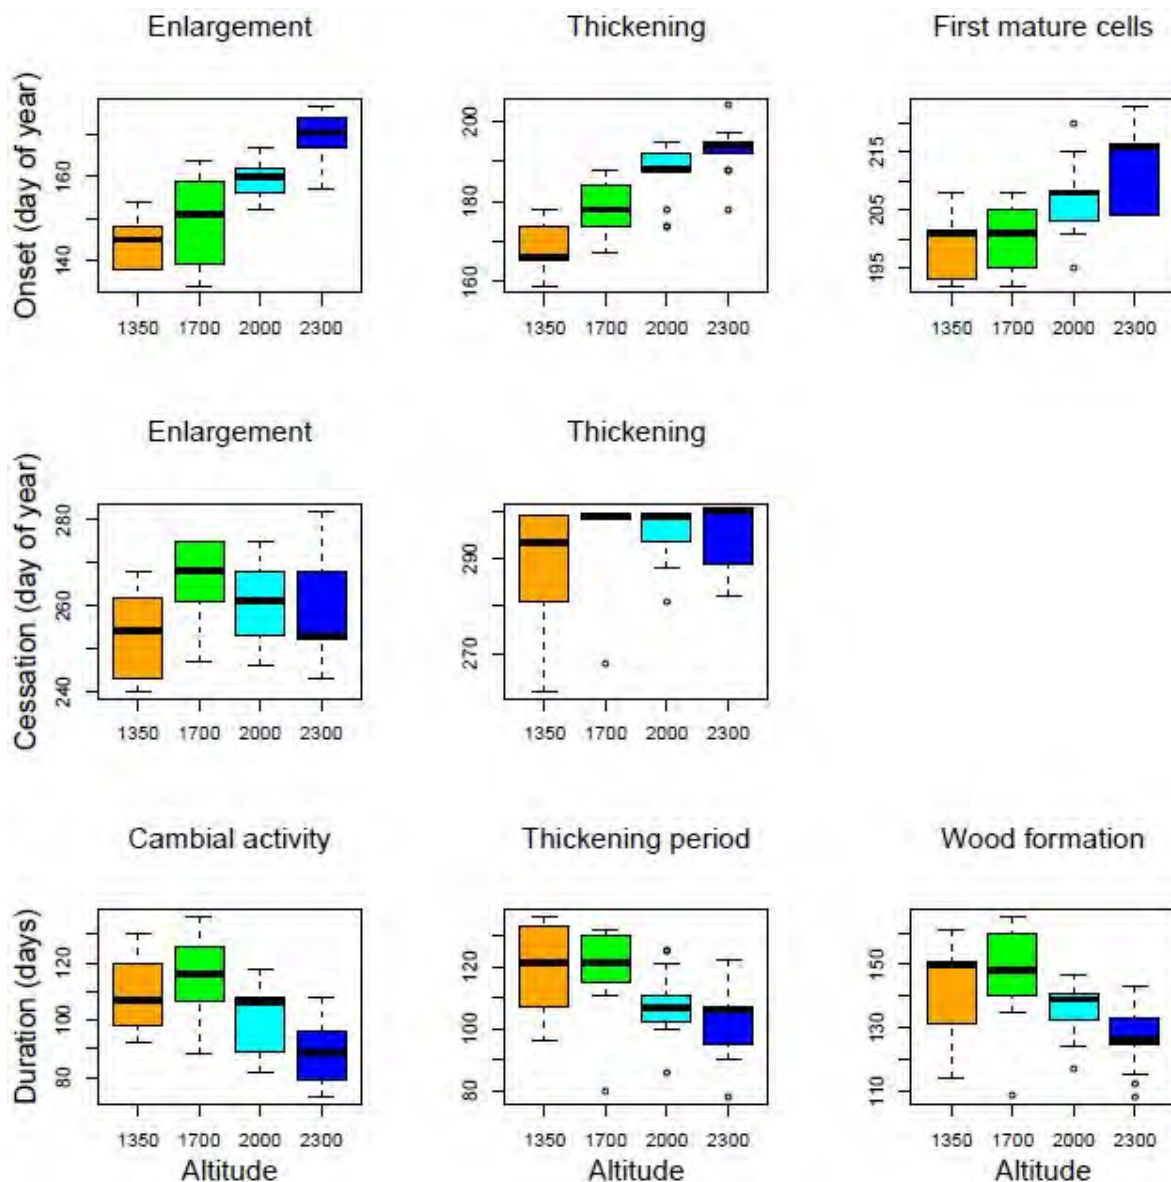 Enlargement Thickening First mature cells
Onset (day of year)
140 160
160 180 200
195 205 215
1350 1700 2000 2300 1350 1700 2000 2300 1350 1700 2000 2300
Enlargement Thickening
Cessation (day of year)
240 260 280
270 290
1350 1700 2000 2300 1350 1700 2000 2300
Cambial activity Thickening period Wood formation
Duration (days)
80 100 120
80 100 120
110 130 150
1350 1700 2000 2300 1350 1700 2000 2300 1350 1700 2000 2300
Altitude Altitude Altitude